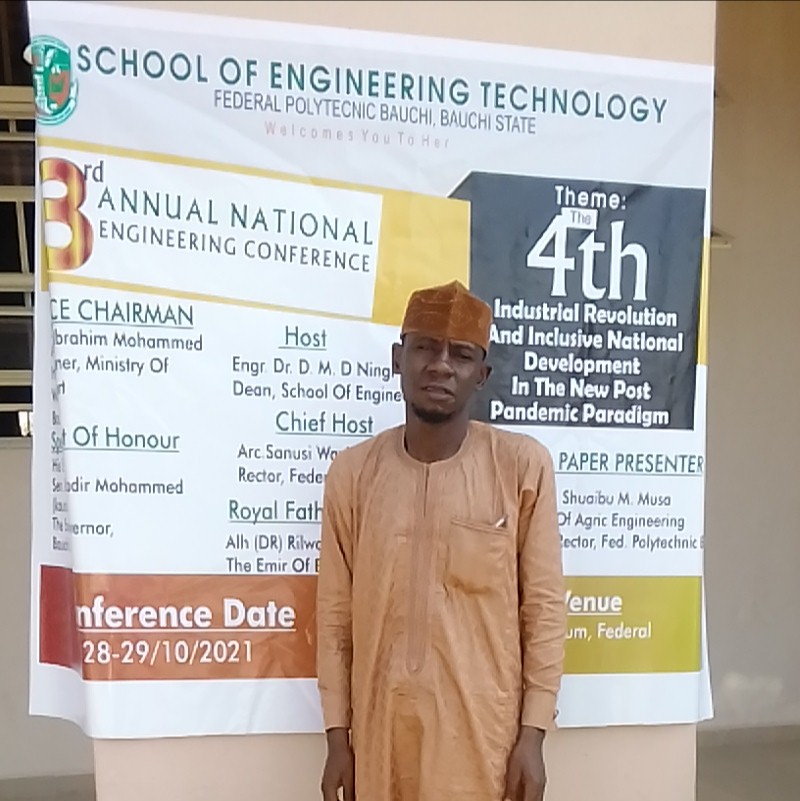 SCHOOL OF ENGINEERING TECHNOLOGY
FEDERAL POLYTECNIC BAUCHI, BAUCHI STATE
Welcomes You To Her
3rd
ANNUAL NATIONAL
ENGINEERING CONFERENCE
Theme:
The
4th
Industrial Revolution
And Inclusive National
Development
In The New Post
Pandemic Paradigm
CE CHAIRMAN
Ibrahim Mohammed
ner, Ministry Of
Host
Engr. Dr. D. M. D Ning
Dean, School Of Engine
Chief Host
Arc. Sanusi Wa
Rector, Fede
Of Honour
adir Mohammed
vernor,
Royal Fath
Alh (DR) Rilwa
The Emir Of B
PAPER PRESENTER
Shuaibu M. Musa
Of Agric Engineering
Rector, Fed. Polytechnic B
nference Date
28-29/10/2021
Venue
um, Federal